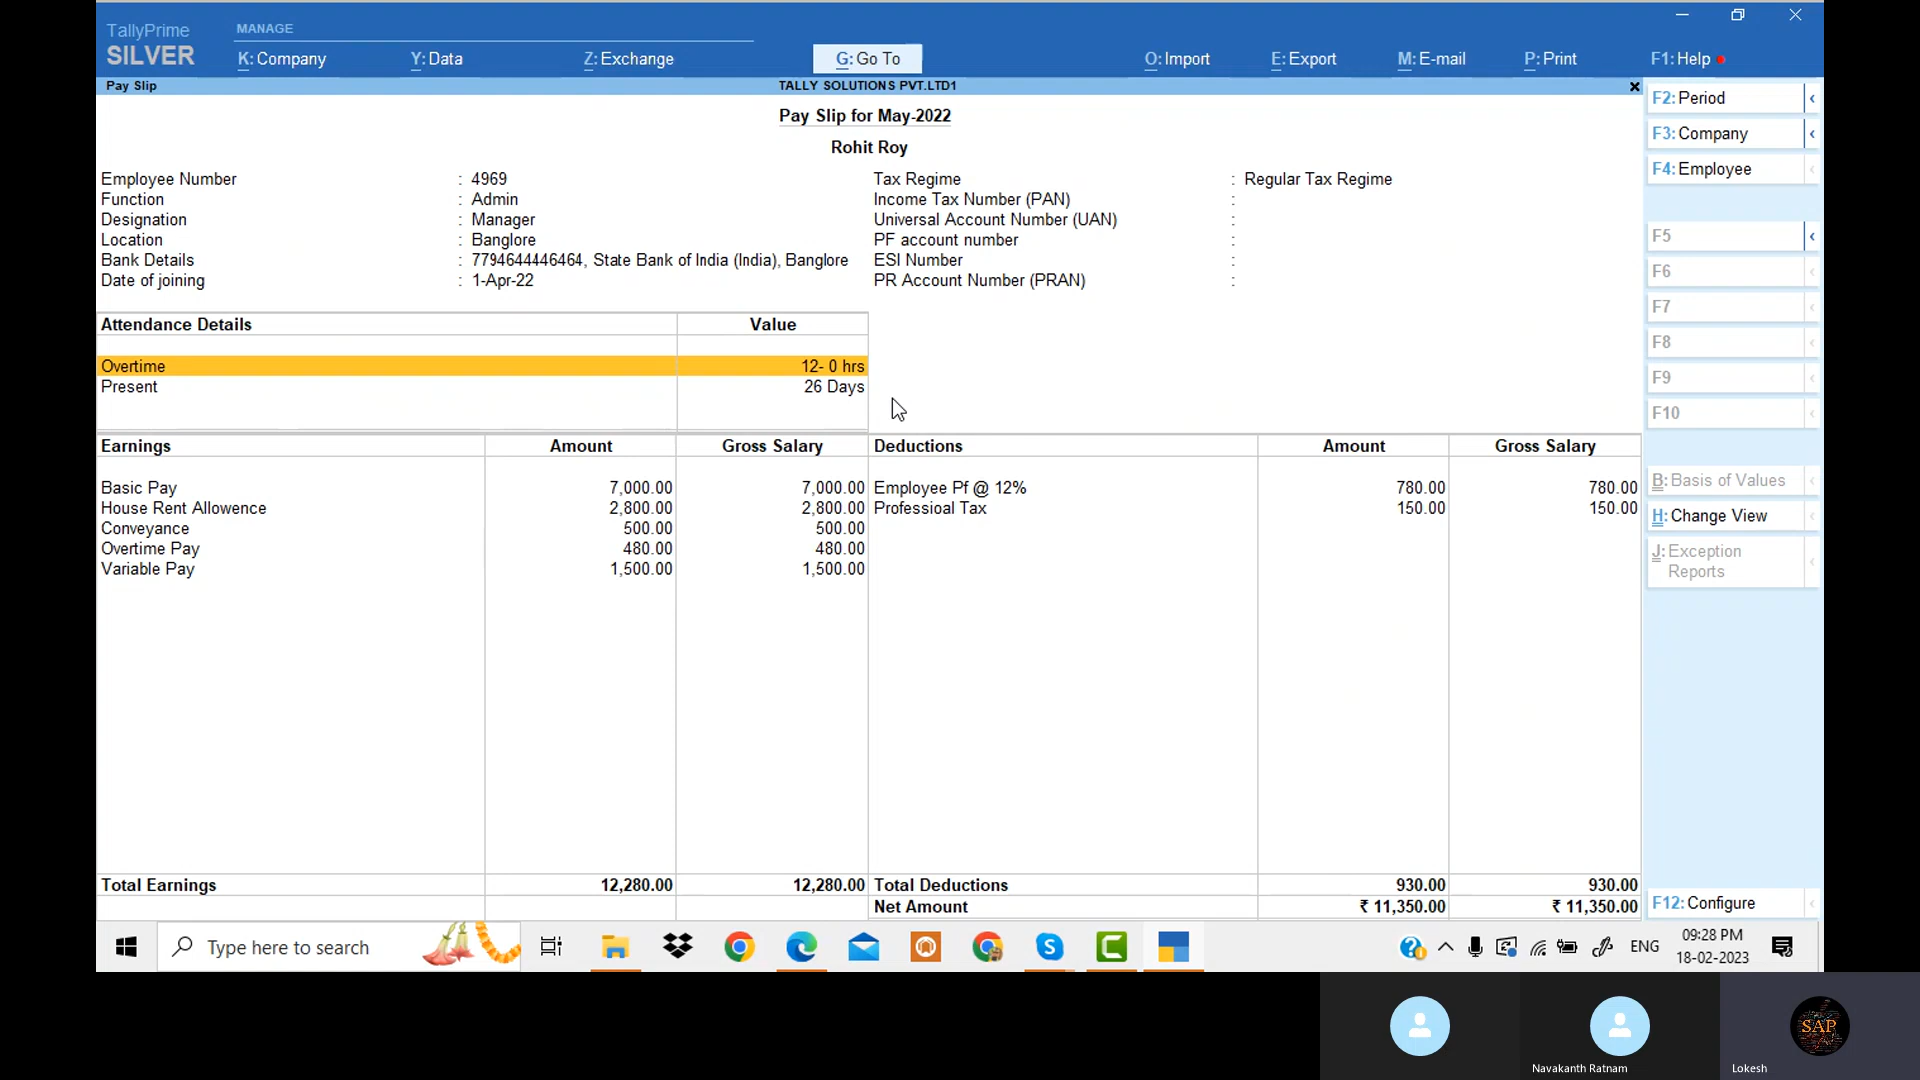 TallyPrime
SILVER
MANAGE
K: Company
Y: Data
Z: Exchange
G: Go To
O: Import
E: Export
M: E-mail
P: Print
F1: Help
Pay Slip
TALLY SOLUTIONS PVT.LTD1
Pay Slip for May-2022
Rohit Roy
Employee Number : 4969
Function : Admin
Designation : Manager
Location : Banglore
Bank Details : 7794644446464, State Bank of India (India), Banglore
Date of joining : 1-Apr-22
Tax Regime : Regular Tax Regime
Income Tax Number (PAN) :
Universal Account Number (UAN) :
PF account number :
ESI Number :
PR Account Number (PRAN) :
Attendance Details Value
Overtime 12- 0 hrs
Present 26 Days
Earnings Amount Gross Salary
Basic Pay 7,000.00 7,000.00
House Rent Allowence 2,800.00 2,800.00
Conveyance 500.00 500.00
Overtime Pay 480.00 480.00
Variable Pay 1,500.00 1,500.00
Total Earnings 12,280.00 12,280.00
Deductions Amount Gross Salary
Employee Pf @ 12% 780.00 780.00
Professioal Tax 150.00 150.00
Total Deductions 930.00 930.00
Net Amount ₹ 11,350.00 ₹ 11,350.00
F2: Period
F3: Company
F4: Employee
F5
F6
F7
F8
F9
F10
B: Basis of Values
H: Change View
J: Exception
Reports
F12: Configure
Type here to search
ENG
09:28 PM
18-02-2023
SAP
Navakanth Ratnam
Lokesh